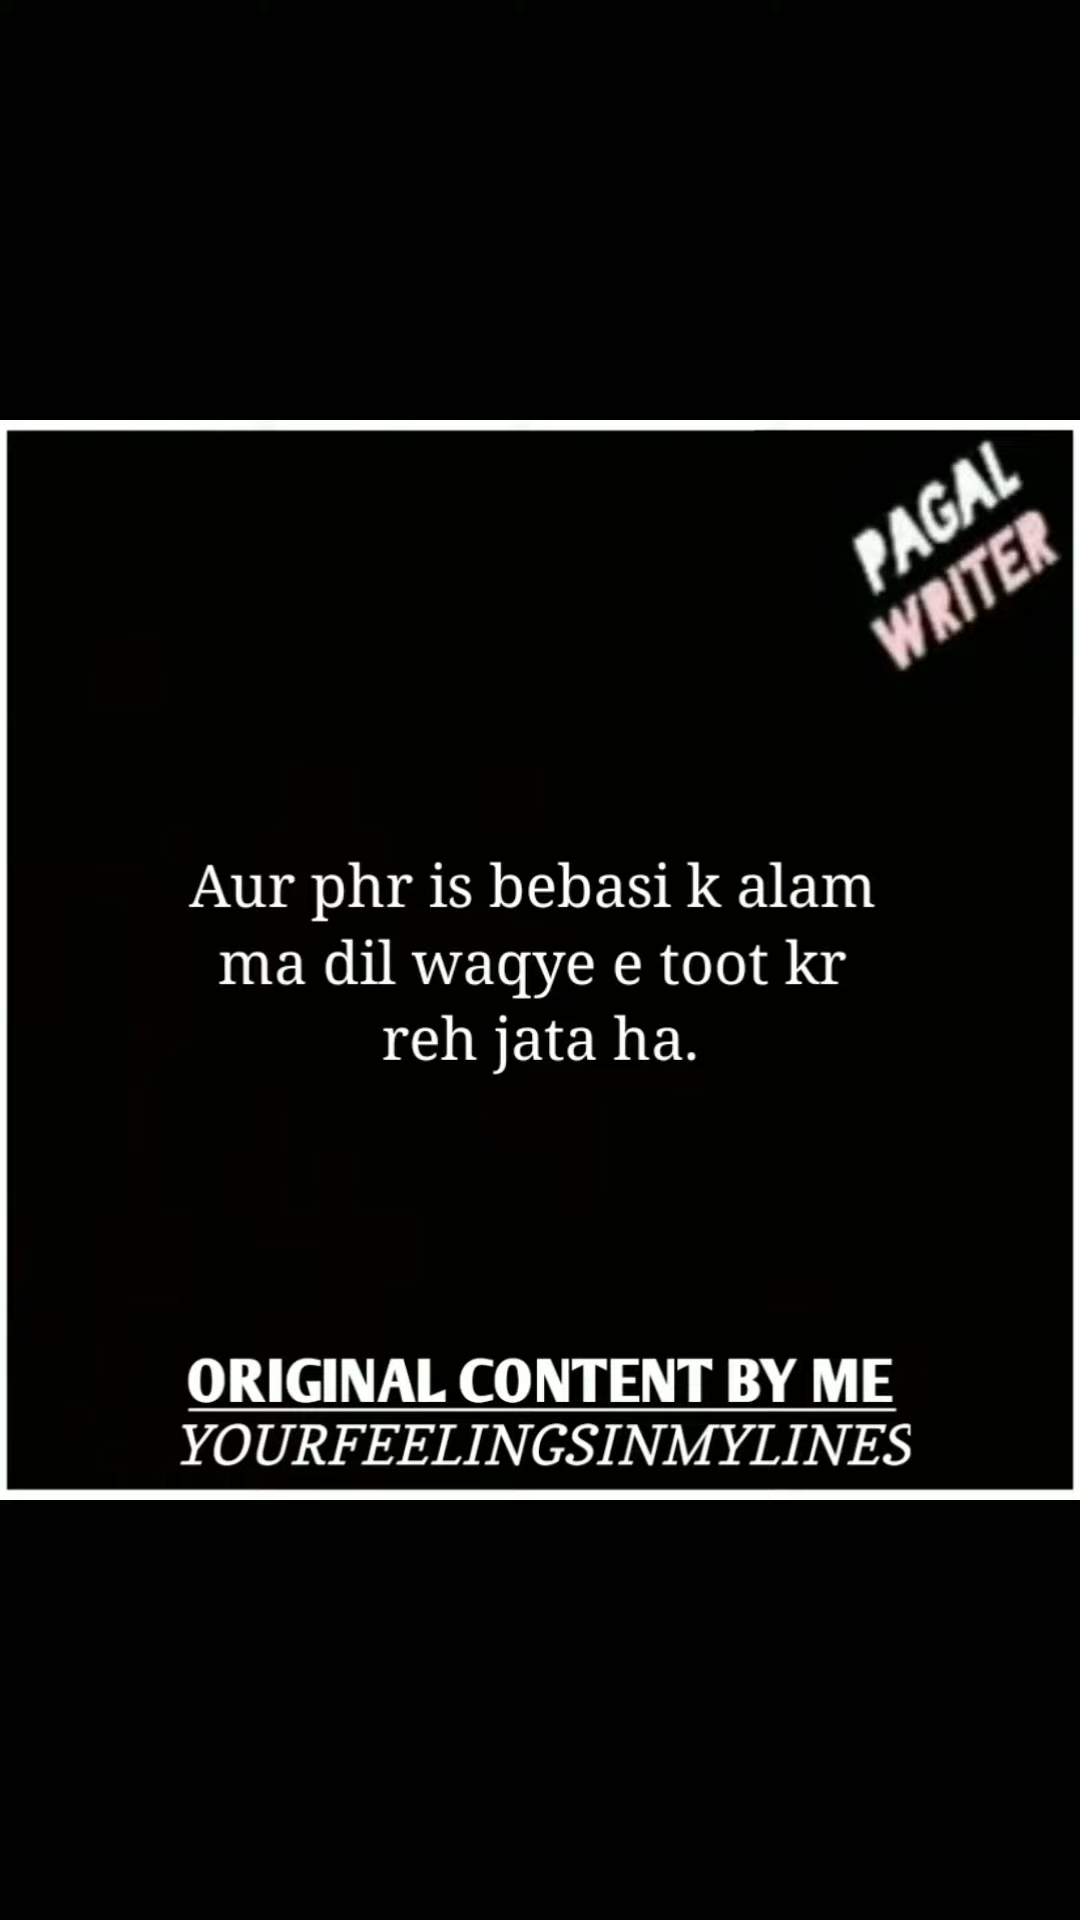 PAGAL
WRITER
Aur phr is bebasi k alam
ma dil waqye e toot kr
reh jata ha.
ORIGINAL CONTENT BY ME
YOURFEELINGSINMYLINES